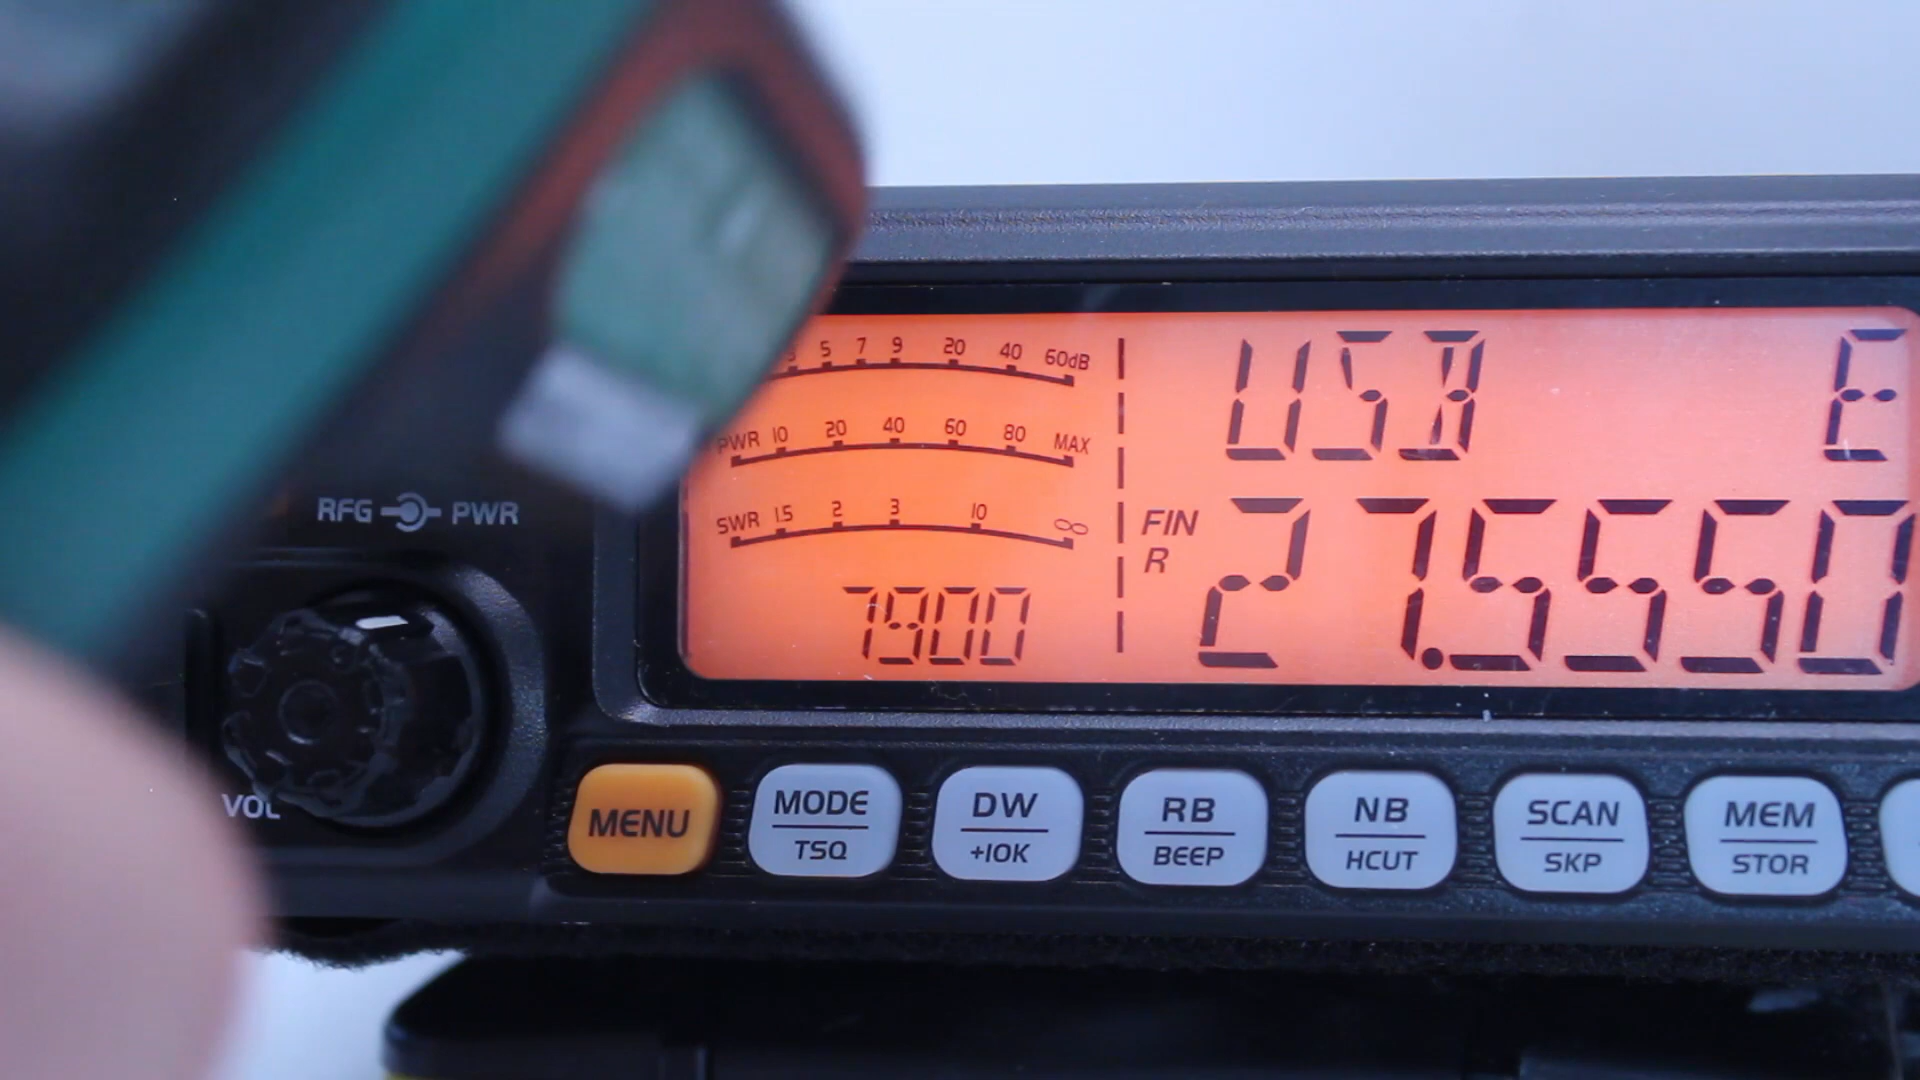 5 7 9 20 40 60dB
PWR 10 20 40 60 80 MAX
SWR 1.5 2 3 10 ∞
7900
USB E
FIN
R
27.5550
RFG PWR
VOL
MENU
MODE
TSQ
DW
+10K
RB
BEEP
NB
HCUT
SCAN
SKP
MEM
STOR